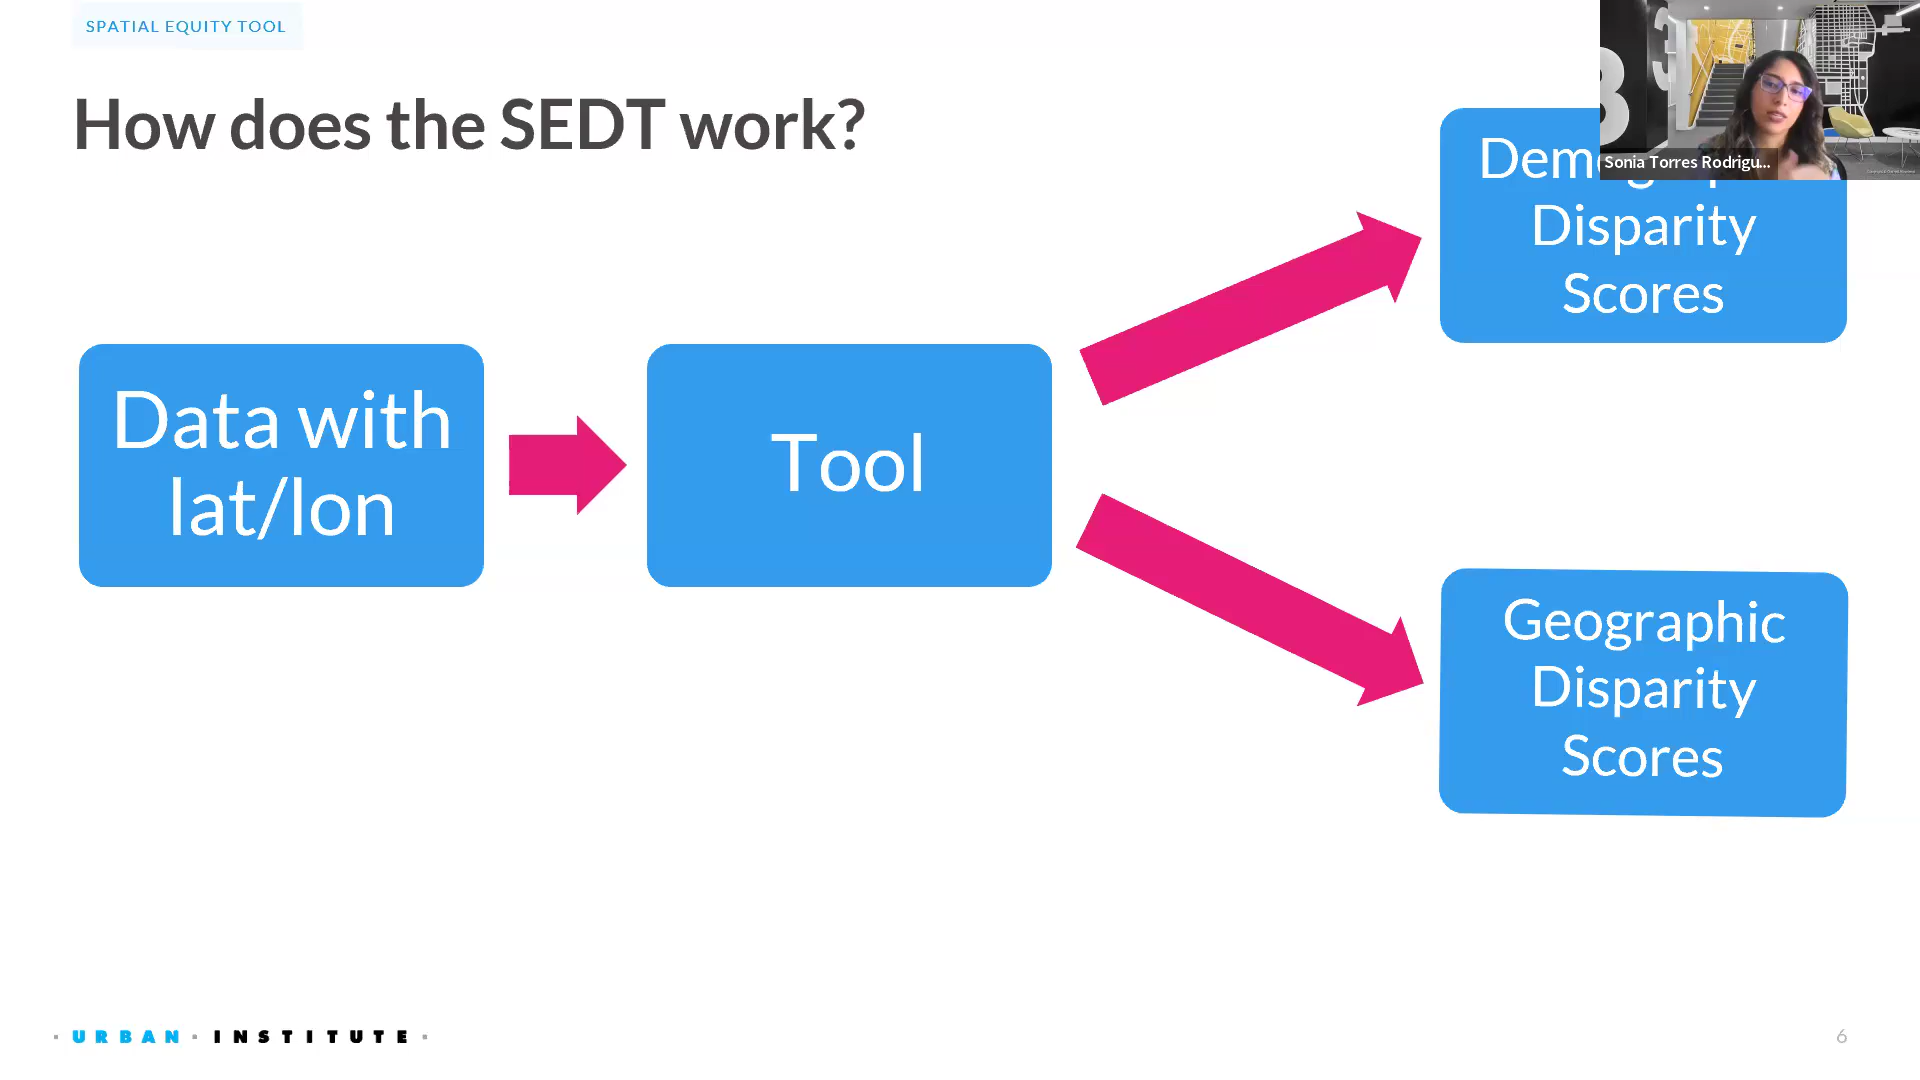 SPATIAL EQUITY TOOL
How does the SEDT work?
Sonia Torres Rodrigu...
Disparity
Scores
Data with
lat/lon
Tool
Geographic
Disparity
Scores
URBAN INSTITUTE
6